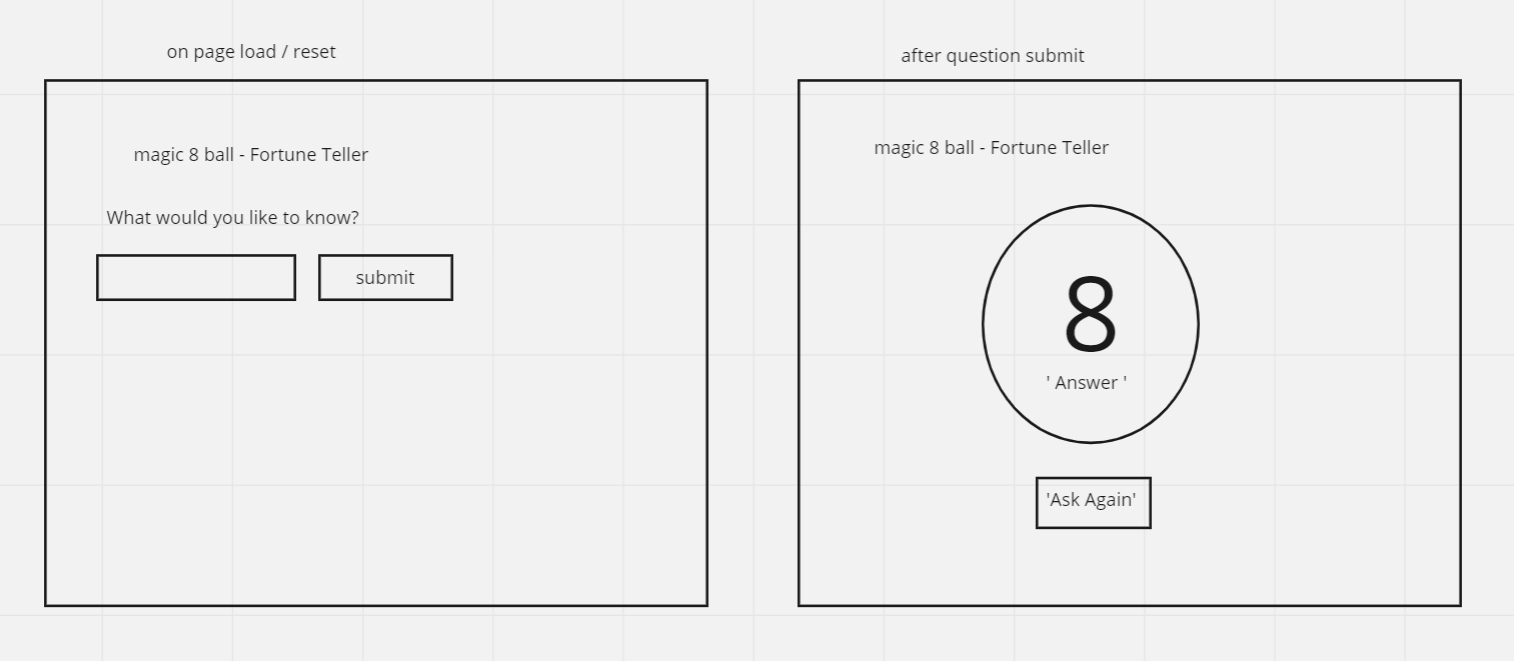 on page load / reset
magic 8 ball - Fortune Teller
What would you like to know?
submit
after question submit
magic 8 ball - Fortune Teller
8
' Answer '
'Ask Again'